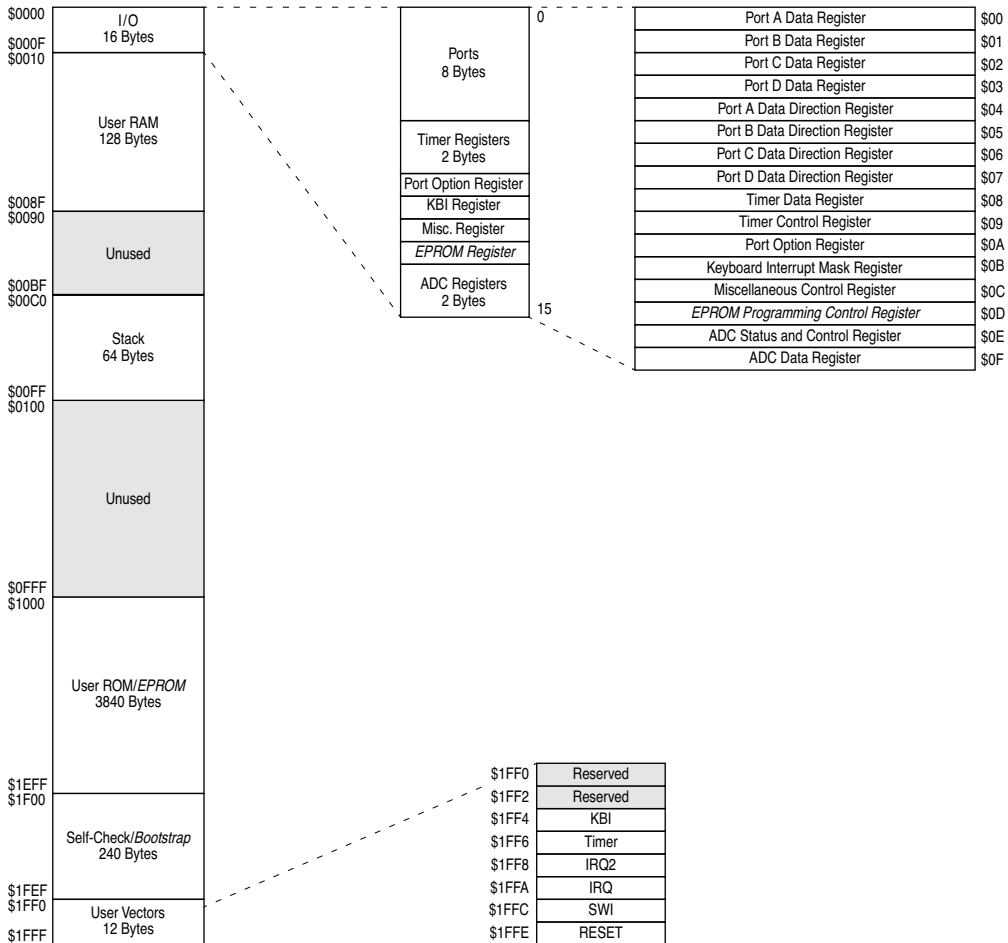 $0000
I/O
16 Bytes
$000F
$0010
User RAM
128 Bytes
$008F
$0090
Unused
$00BF
$00C0
Stack
64 Bytes
$00FF
$0100
Unused
$0FFF
$1000
User ROM/EPROM
3840 Bytes
$1EFF
$1F00
Self-Check/Bootstrap
240 Bytes
$1FEF
$1FF0
User Vectors
12 Bytes
$1FFF
0
Ports
8 Bytes
Timer Registers
2 Bytes
Port Option Register
KBI Register
Misc. Register
EPROM Register
ADC Registers
2 Bytes
15
Port A Data Register $00
Port B Data Register $01
Port C Data Register $02
Port D Data Register $03
Port A Data Direction Register $04
Port B Data Direction Register $05
Port C Data Direction Register $06
Port D Data Direction Register $07
Timer Data Register $08
Timer Control Register $09
Port Option Register $0A
Keyboard Interrupt Mask Register $0B
Miscellaneous Control Register $0C
EPROM Programming Control Register $0D
ADC Status and Control Register $0E
ADC Data Register $0F
$1FF0 Reserved
$1FF2 Reserved
$1FF4 KBI
$1FF6 Timer
$1FF8 IRQ2
$1FFA IRQ
$1FFC SWI
$1FFE RESET